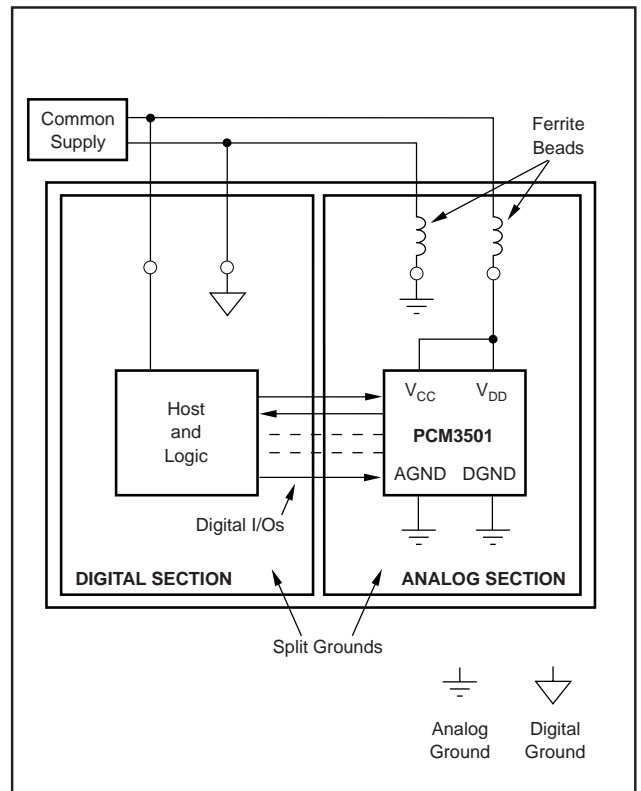 Common
Supply
Ferrite
Beads
Host
and
Logic
VCC VDD
PCM3501
AGND DGND
Digital I/Os
DIGITAL SECTION
ANALOG SECTION
Split Grounds
Analog
Ground
Digital
Ground